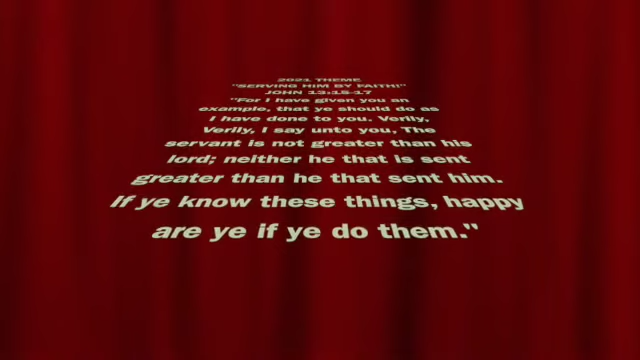 2021 THEME
"SERVING HIM BY FAITH!"
JOHN 13:15-17
"For I have given you an
example, that ye should do as
I have done to you. Verily,
Verily, I say unto you, The
servant is not greater than his
lord; neither he that is sent
greater than he that sent him.
If ye know these things, happy
are ye if ye do them."